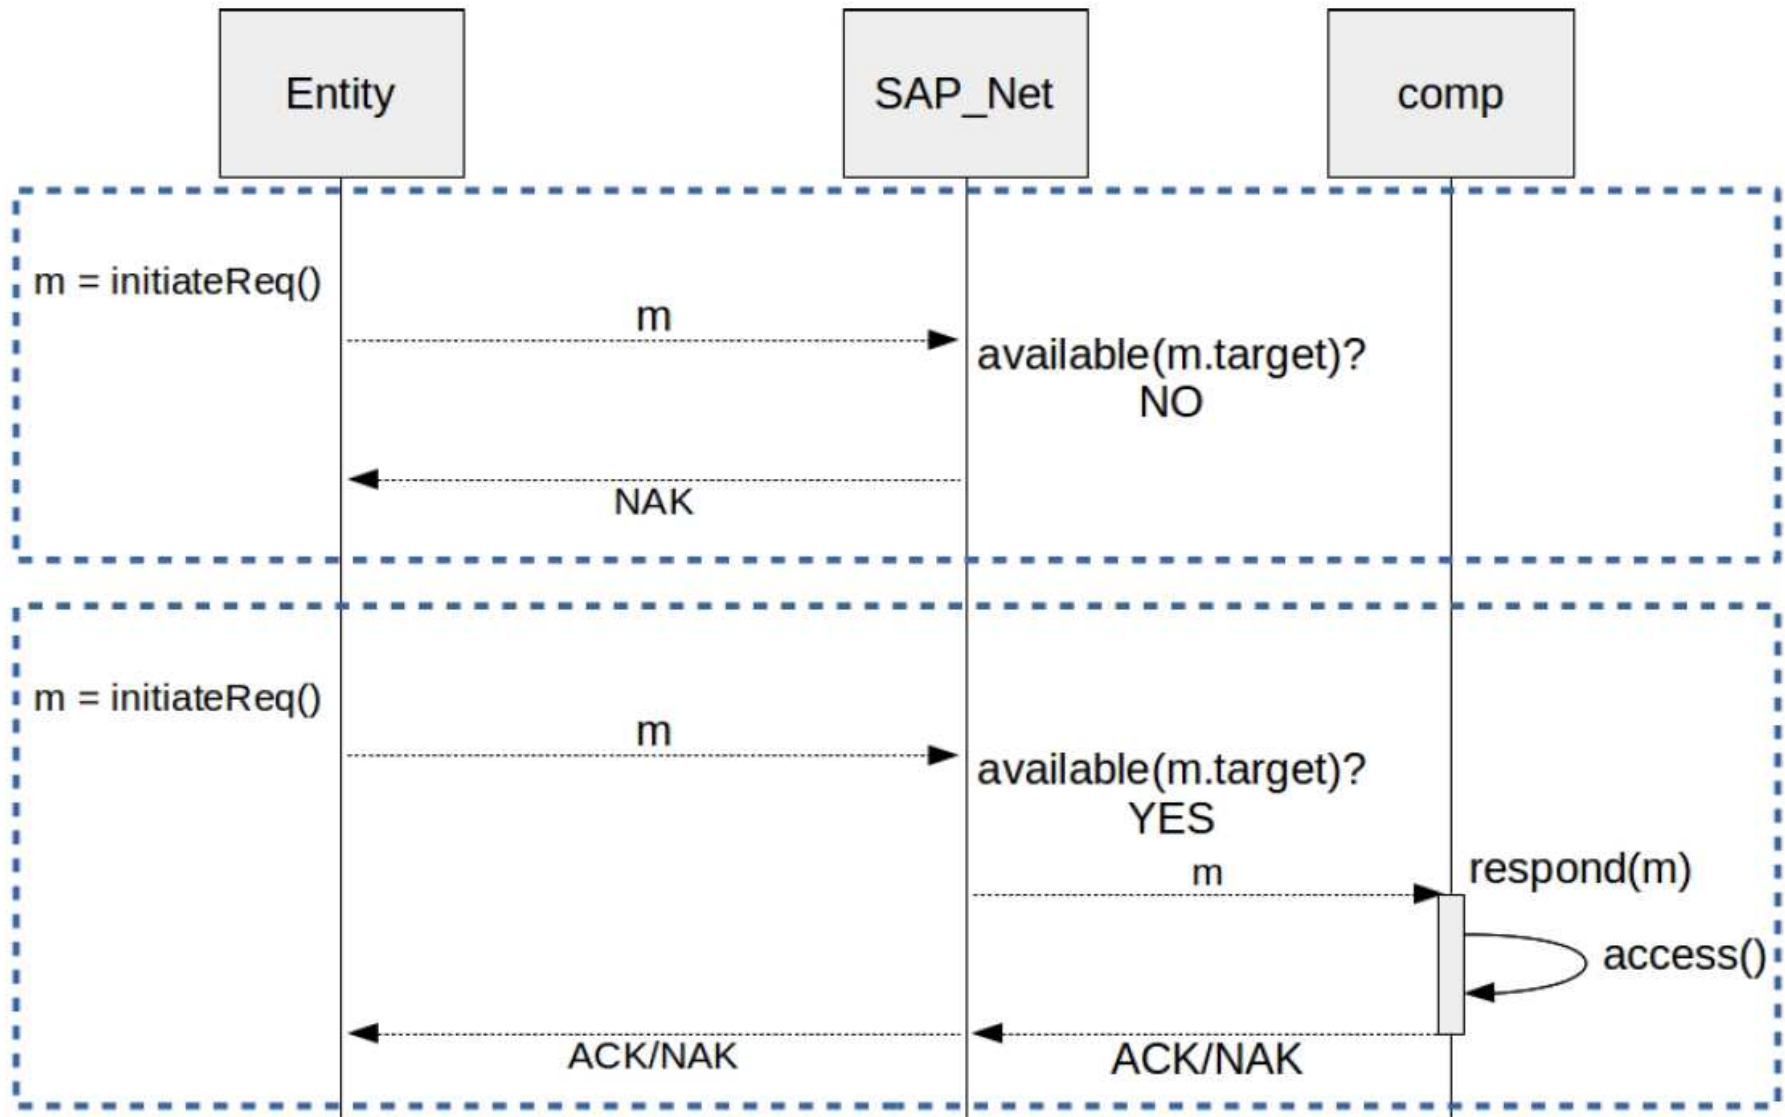 Entity
SAP_Net
comp
m = initiateReq()
m
available(m.target)?
NO
NAK
m = initiateReq()
m
available(m.target)?
YES
m
respond(m)
access()
ACK/NAK
ACK/NAK